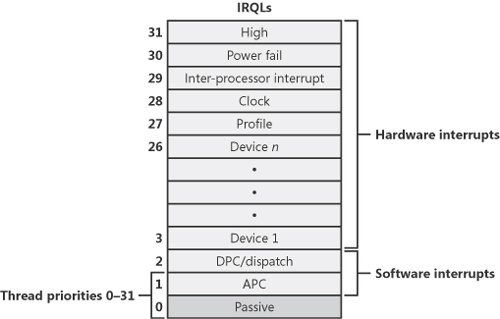 IRQLs
31 High
30 Power fail
29 Inter-processor interrupt
28 Clock
27 Profile
Hardware interrupts
26 Device n
•
•
•
3 Device 1
2 DPC/dispatch
Software interrupts
1 APC
Thread priorities 0–31
0 Passive